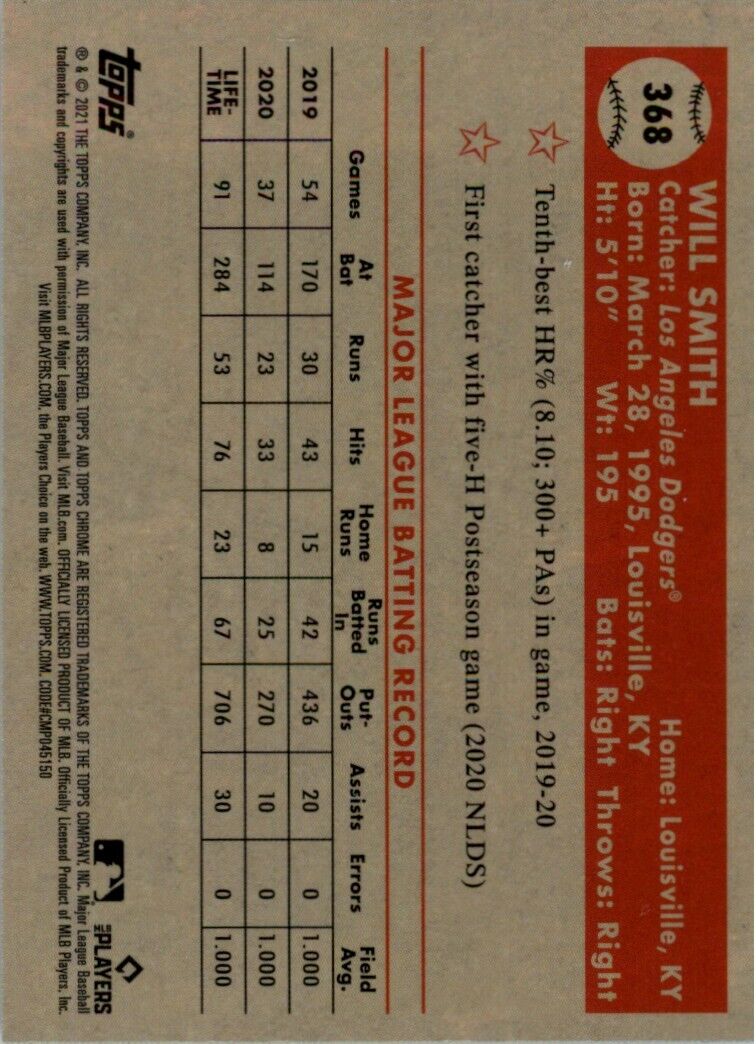 368
WILL SMITH
Catcher: Los Angeles Dodgers® Home: Louisville, KY
Born: March 28, 1995, Louisville, KY
Ht: 5'10" Wt: 195 Bats: Right Throws: Right
Tenth-best HR% (8.10; 300+ PAs) in game, 2019-20
First catcher with five-H Postseason game (2020 NLDS)
MAJOR LEAGUE BATTING RECORD
Games At Bat Runs Hits Home Runs Runs Batted In Put-Outs Assists Errors Field Avg.
2019 54 170 30 43 15 42 436 20 0 1.000
2020 37 114 23 33 8 25 270 10 0 1.000
LIFE-TIME 91 284 53 76 23 67 706 30 0 1.000
topps®
MLB PLAYERS
® & © 2021 THE TOPPS COMPANY, INC. ALL RIGHTS RESERVED. TOPPS AND TOPPS CHROME ARE REGISTERED TRADEMARKS OF THE TOPPS COMPANY, INC. Major League Baseball
trademarks and copyrights are used with permission of Major League Baseball. Visit MLB.com. OFFICIALLY LICENSED PRODUCT OF MLB. Officially Licensed Product of MLB Players, Inc.
Visit MLBPLAYERS.COM, the Players Choice on the web. WWW.TOPPS.COM. CODE#CMP045150